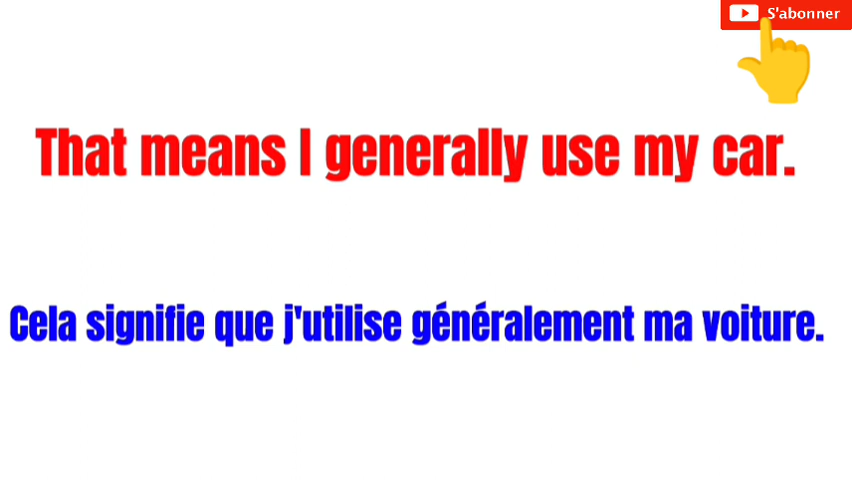 S'abonner
That means I generally use my car.
Cela signifie que j'utilise généralement ma voiture.